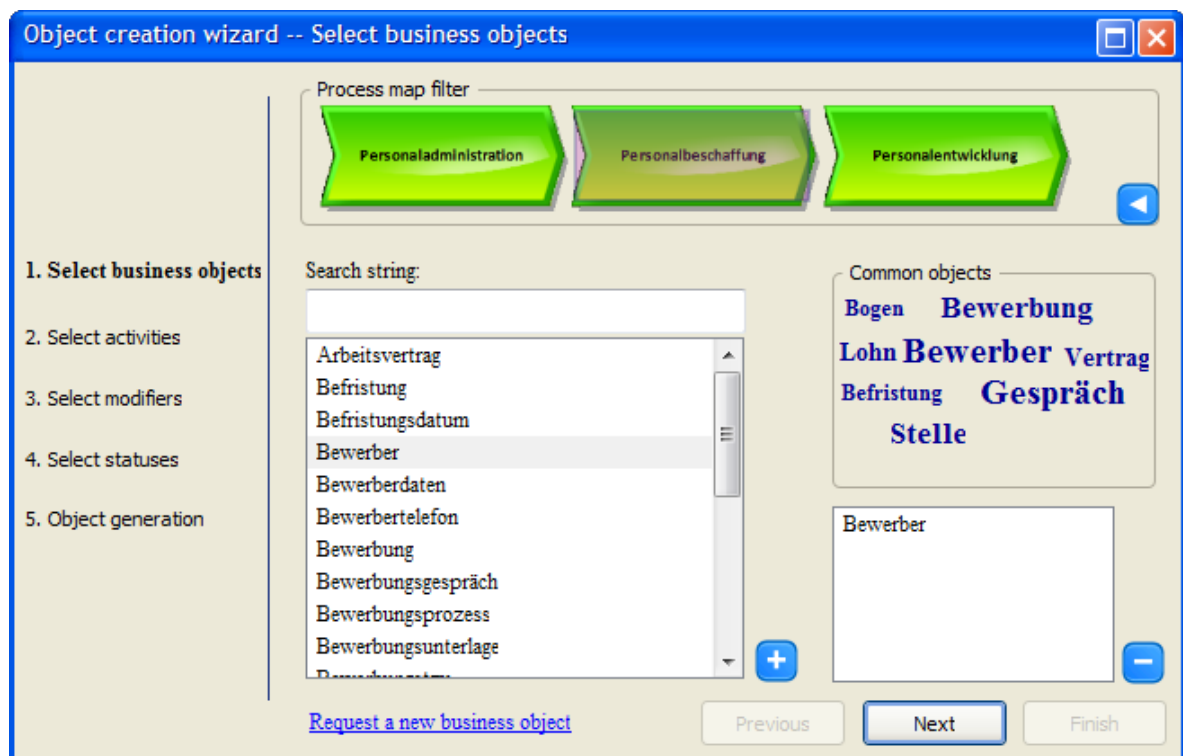 Object creation wizard -- Select business objects
Process map filter
Personaladministration
Personalbeschaffung
Personalentwicklung
1. Select business objects
2. Select activities
3. Select modifiers
4. Select statuses
5. Object generation
Search string:
Arbeitsvertrag
Befristung
Befristungsdatum
Bewerber
Bewerberdaten
Bewerbertelefon
Bewerbung
Bewerbungsgespräch
Bewerbungsprozess
Bewerbungsunterlage
Common objects
Bogen Bewerbung
Lohn Bewerber Vertrag
Befristung Gespräch
Stelle
Bewerber
Request a new business object
Previous
Next
Finish